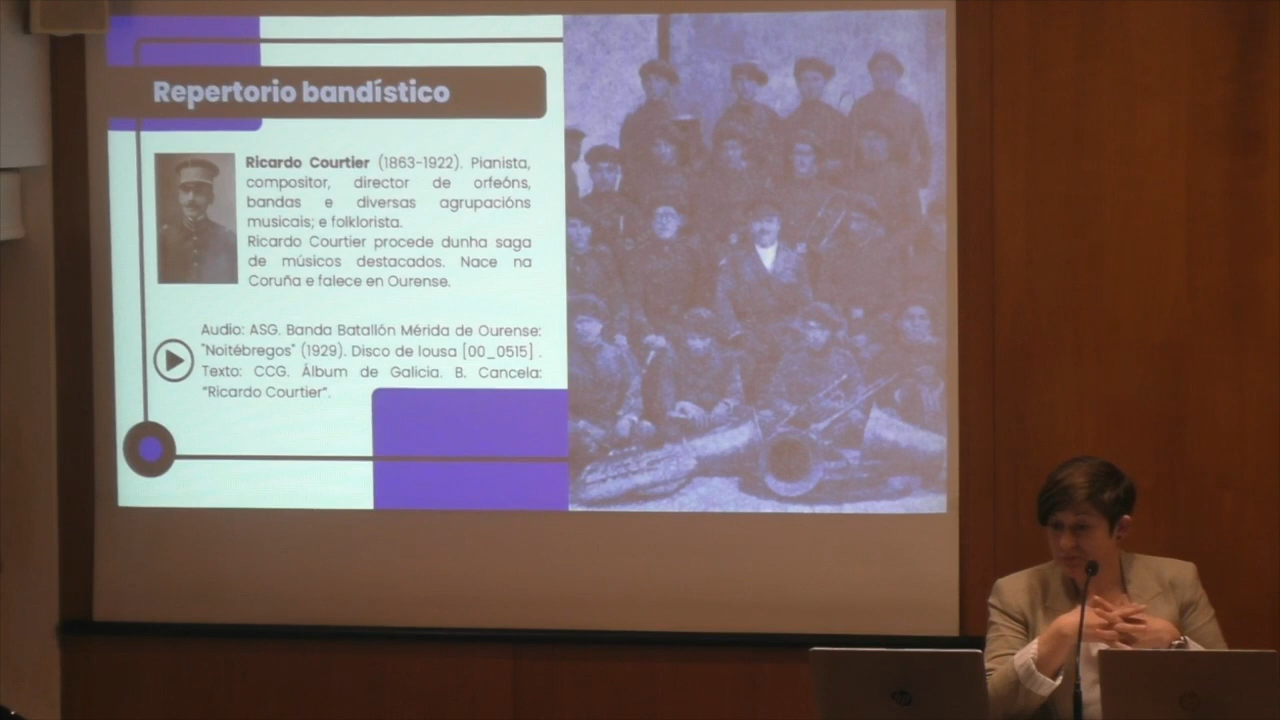 Repertorio bandístico
Ricardo Courtier (1863-1922). Pianista,
compositor, director de orfeóns,
bandas e diversas agrupacións
musicais; e folklorista.
Ricardo Courtier procede dunha saga
de músicos destacados. Nace na
Coruña e falece en Ourense.
Audio: ASG. Banda Batallón Mérida de Ourense:
"Noitébregos" (1929). Disco de lousa [00_0515] .
Texto: CCG. Álbum de Galicia. B. Cancela:
“Ricardo Courtier”.
hp